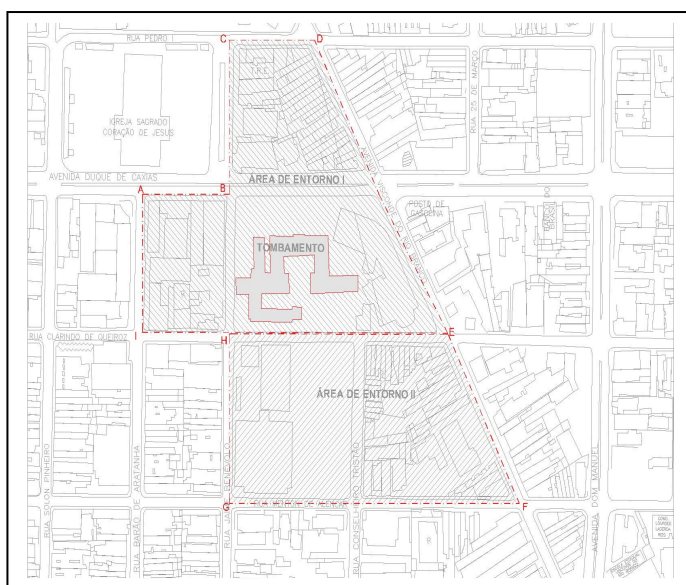 RUA PEDRO I
C
D
T.R.E.
RUA 25 DE MARÇO
IGREJA SAGRADO
CORAÇÃO DE JESUS
AVENIDA DUQUE DE CAXIAS
ÁREA DE ENTORNO I
A
B
POSTO DE
GASOLINA
TOMBAMENTO
RUA CLARINDO DE QUEIROZ
I
H
E
ÁREA DE ENTORNO II
RUA SOLON PINHEIRO
RUA BARÃO DE ARATANHA
RUA CONSELHEIRO TRISTÃO
AVENIDA DOM MANUEL
G
F